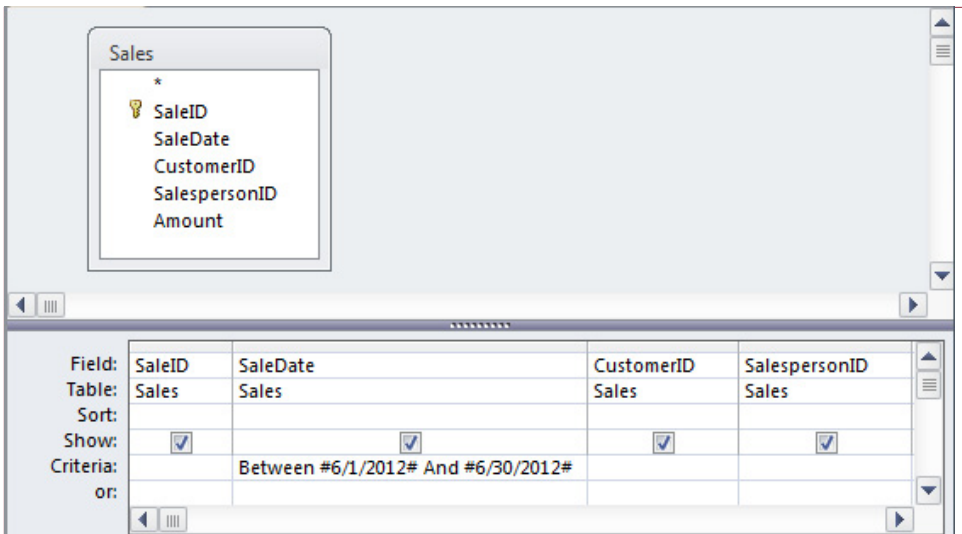 Sales
*
SaleID
SaleDate
CustomerID
SalespersonID
Amount
Field: SaleID SaleDate CustomerID SalespersonID
Table: Sales Sales Sales Sales
Sort:
Show:
Criteria: Between #6/1/2012# And #6/30/2012#
or: